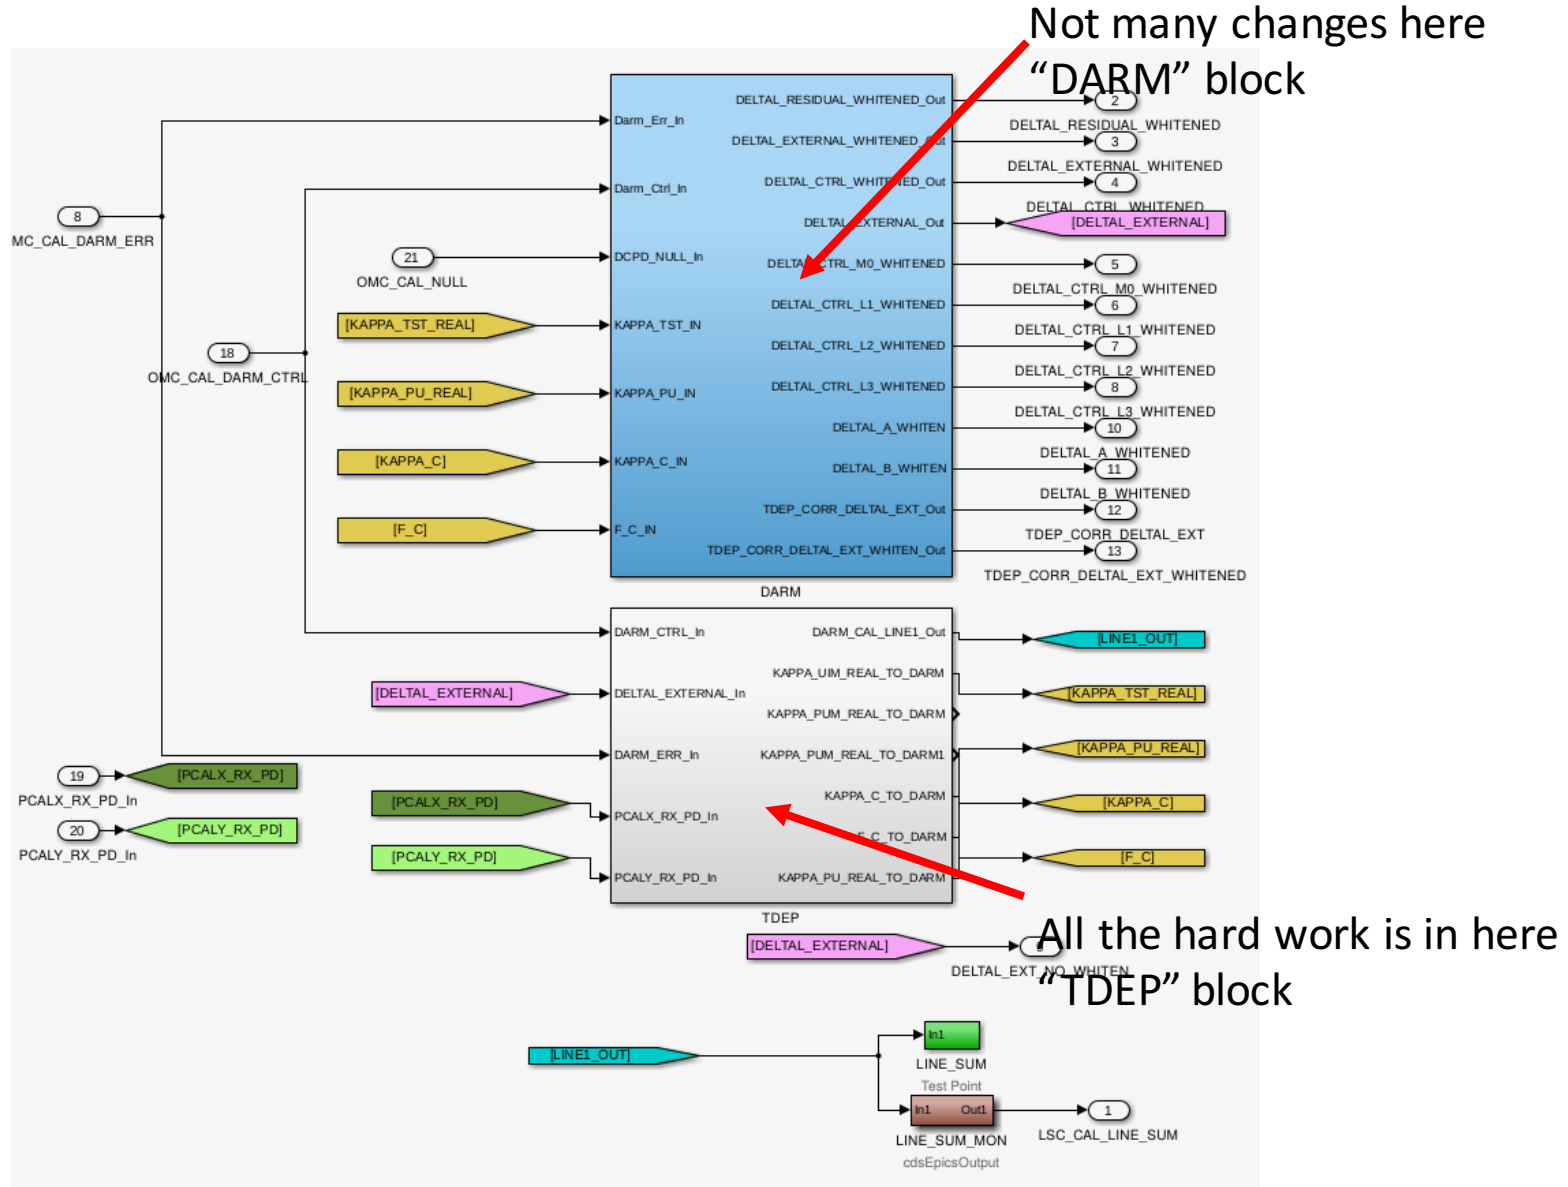 Not many changes here
“DARM” block
Darm_Err_In
Darm_Ctrl_In
DCPD_NULL_In
KAPPA_TST_IN
KAPPA_PU_IN
KAPPA_C_IN
F_C_IN
DELTAL_RESIDUAL_WHITENED_Out
DELTAL_EXTERNAL_WHITENED_Out
DELTAL_CTRL_WHITENED_Out
DELTAL_EXTERNAL_Out
DELTAL_CTRL_M0_WHITENED
DELTAL_CTRL_L1_WHITENED
DELTAL_CTRL_L2_WHITENED
DELTAL_CTRL_L3_WHITENED
DELTAL_A_WHITEN
DELTAL_B_WHITEN
TDEP_CORR_DELTAL_EXT_Out
TDEP_CORR_DELTAL_EXT_WHITEN_Out
DARM
8
MC_CAL_DARM_ERR
21
OMC_CAL_NULL
[KAPPA_TST_REAL]
18
OMC_CAL_DARM_CTRL
[KAPPA_PU_REAL]
[KAPPA_C]
[F_C]
2
DELTAL_RESIDUAL_WHITENED
3
DELTAL_EXTERNAL_WHITENED
4
DELTAL_CTRL_WHITENED
[DELTAL_EXTERNAL]
5
DELTAL_CTRL_M0_WHITENED
6
DELTAL_CTRL_L1_WHITENED
7
DELTAL_CTRL_L2_WHITENED
8
DELTAL_CTRL_L3_WHITENED
10
DELTAL_A_WHITENED
11
DELTAL_B_WHITENED
12
TDEP_CORR_DELTAL_EXT
13
TDEP_CORR_DELTAL_EXT_WHITENED
DARM_CTRL_In
DELTAL_EXTERNAL_In
DARM_ERR_In
PCALX_RX_PD_In
PCALY_RX_PD_In
DARM_CAL_LINE1_Out
KAPPA_UIM_REAL_TO_DARM
KAPPA_PUM_REAL_TO_DARM
KAPPA_PUM_REAL_TO_DARM1
KAPPA_C_TO_DARM
F_C_TO_DARM
KAPPA_PU_REAL_TO_DARM
TDEP
[DELTAL_EXTERNAL]
19
PCALX_RX_PD_In
[PCALX_RX_PD]
20
PCALY_RX_PD_In
[PCALY_RX_PD]
[PCALX_RX_PD]
[PCALY_RX_PD]
[LINE1_OUT]
[KAPPA_TST_REAL]
[KAPPA_PU_REAL]
[KAPPA_C]
[F_C]
All the hard work is in here
“TDEP” block
[DELTAL_EXTERNAL]
DELTAL_EXT_NO_WHITEN
[LINE1_OUT]
In1
LINE_SUM
Test Point
In1 Out1
LINE_SUM_MON
cdsEpicsOutput
1
LSC_CAL_LINE_SUM